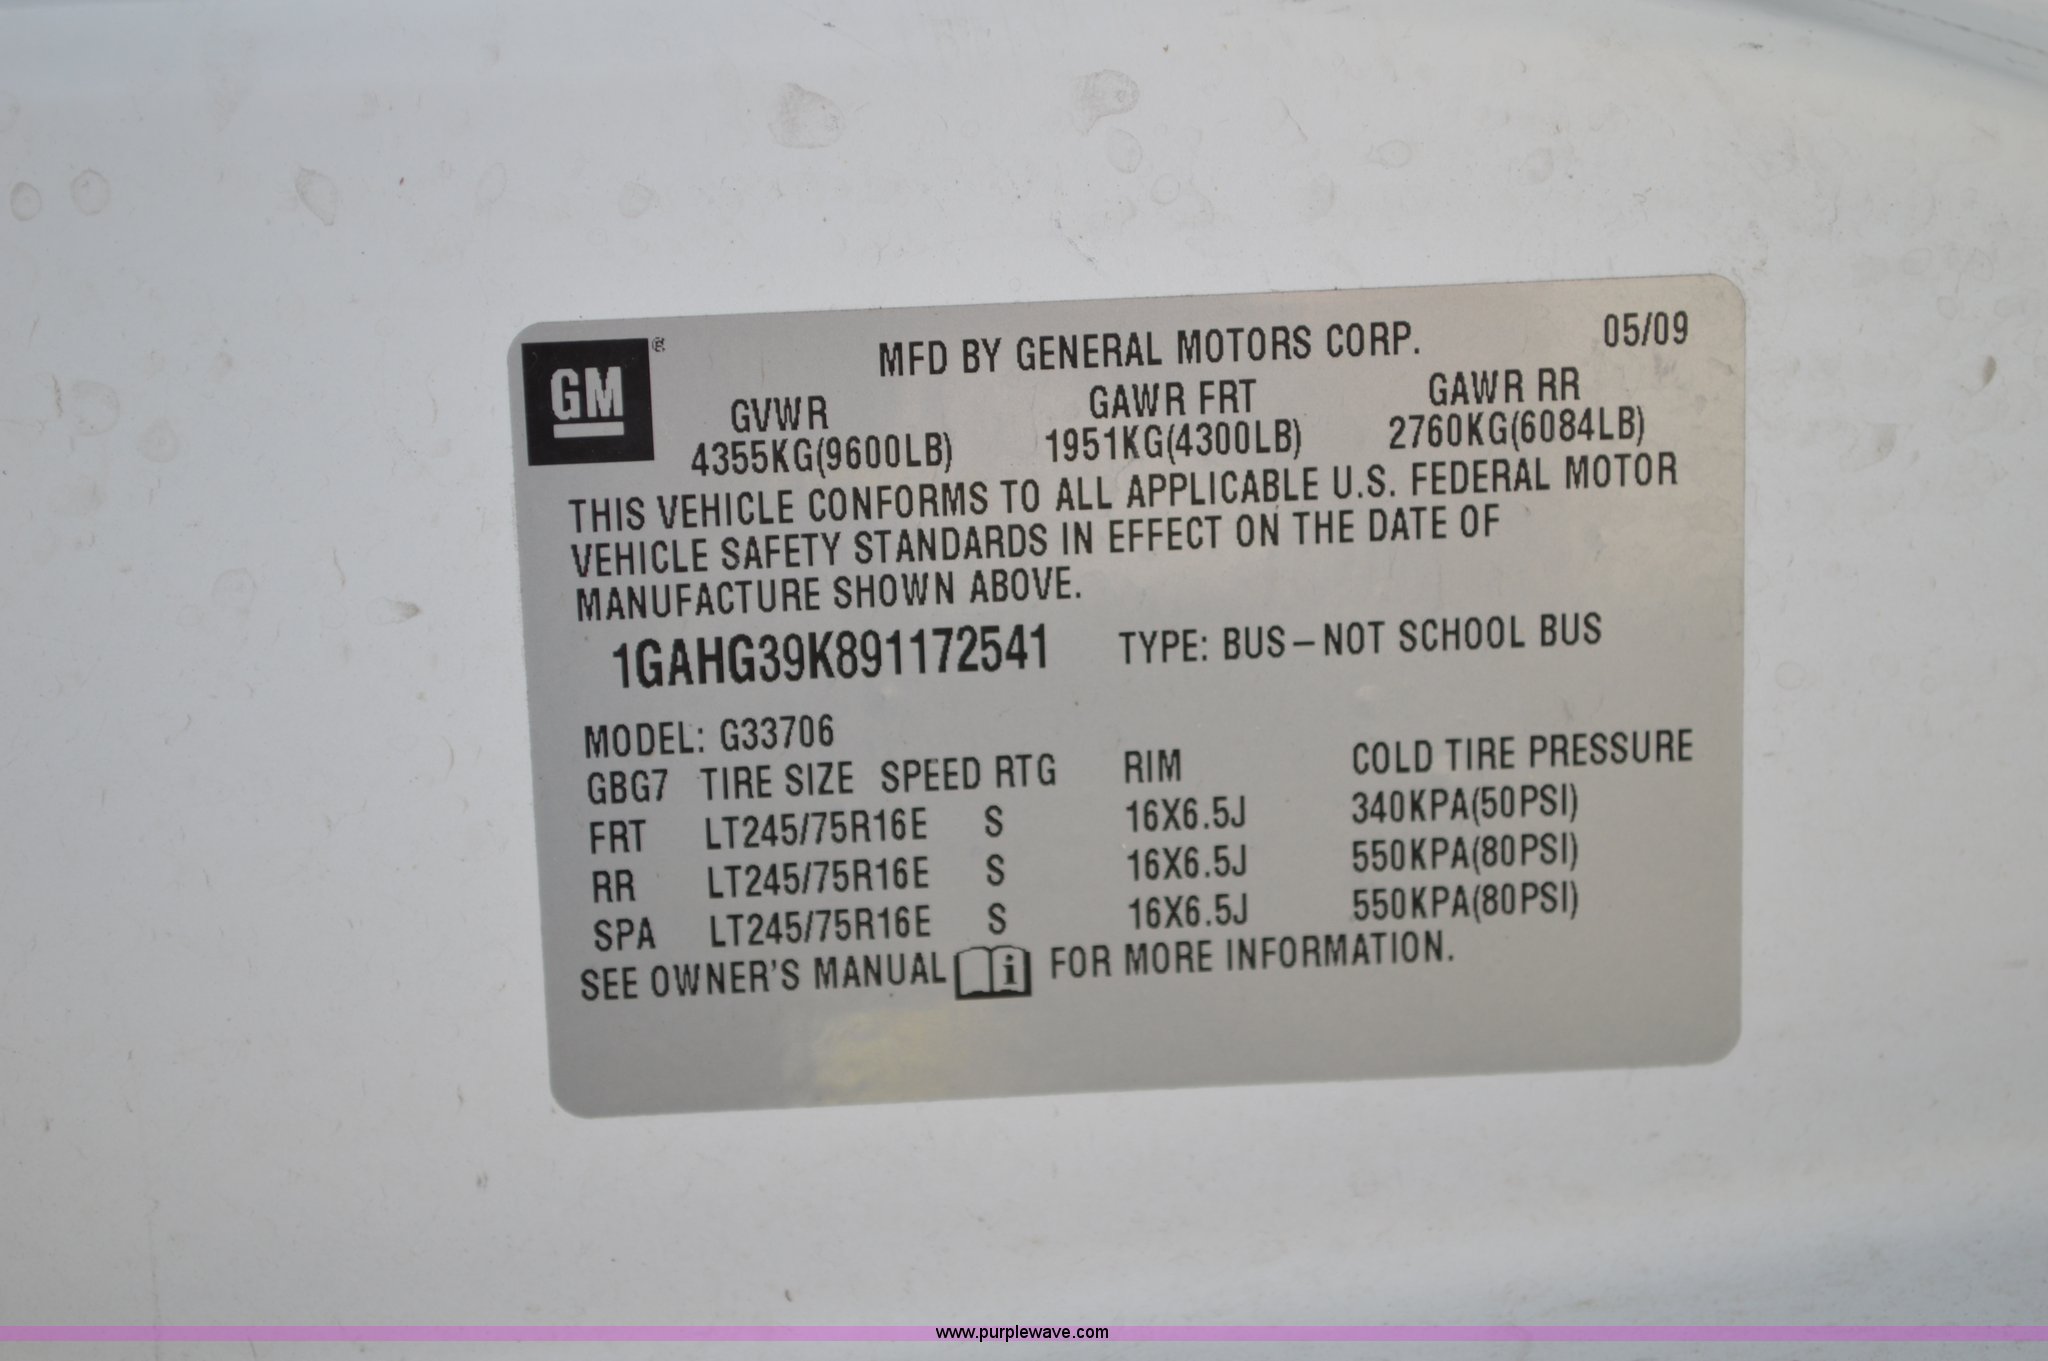 GM ®
MFD BY GENERAL MOTORS CORP. 05/09
GVWR GAWR FRT GAWR RR
4355KG(9600LB) 1951KG(4300LB) 2760KG(6084LB)
THIS VEHICLE CONFORMS TO ALL APPLICABLE U.S. FEDERAL MOTOR
VEHICLE SAFETY STANDARDS IN EFFECT ON THE DATE OF
MANUFACTURE SHOWN ABOVE.
1GAHG39K891172541 TYPE: BUS – NOT SCHOOL BUS
MODEL: G33706
GBG7 TIRE SIZE SPEED RTG RIM COLD TIRE PRESSURE
FRT LT245/75R16E S 16X6.5J 340KPA(50PSI)
RR LT245/75R16E S 16X6.5J 550KPA(80PSI)
SPA LT245/75R16E S 16X6.5J 550KPA(80PSI)
SEE OWNER'S MANUAL i FOR MORE INFORMATION.
www.purplewave.com